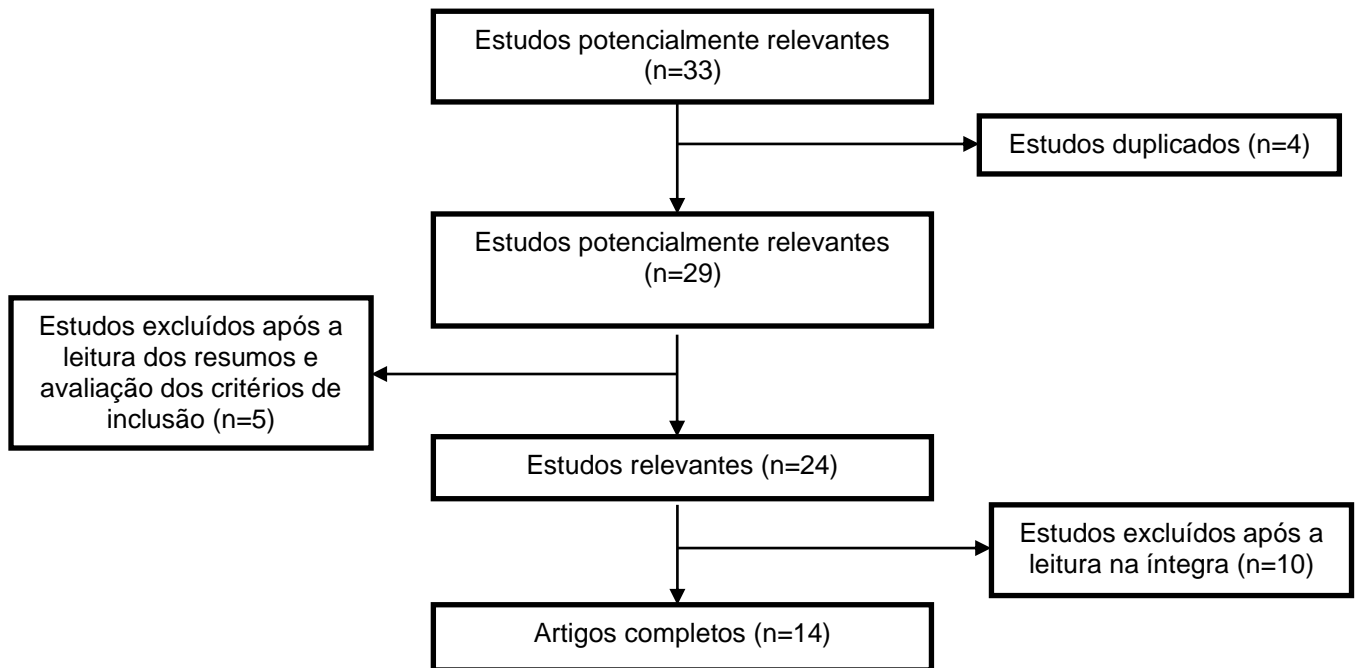 Estudos potencialmente relevantes
(n=33)
Estudos duplicados (n=4)
Estudos potencialmente relevantes
(n=29)
Estudos excluídos após a
leitura dos resumos e
avaliação dos critérios de
inclusão (n=5)
Estudos relevantes (n=24)
Estudos excluídos após a
leitura na íntegra (n=10)
Artigos completos (n=14)